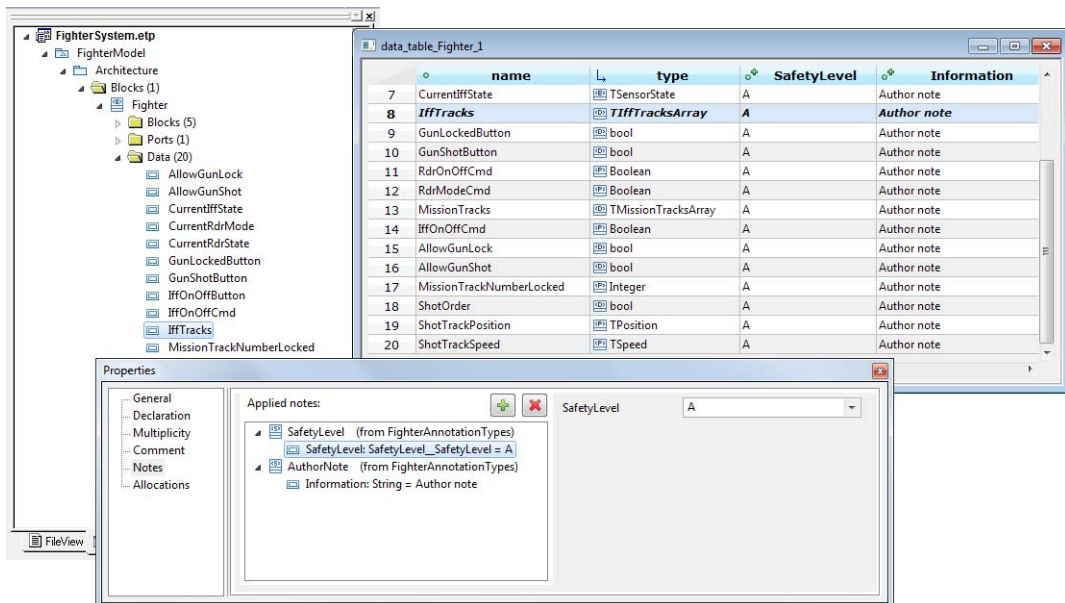 FighterSystem.etp
FighterModel
Architecture
Blocks (1)
Fighter
Blocks (5)
Ports (1)
Data (20)
AllowGunLock
AllowGunShot
CurrentIffState
CurrentRdrMode
CurrentRdrState
GunLockedButton
GunShotButton
IffOnOffButton
IffOnOffCmd
IffTracks
MissionTrackNumberLocked
FileView
data_table_Fighter_1
name type SafetyLevel Information
7 CurrentIffState <E> TSensorState A Author note
8 IffTracks <D> TIffTracksArray A Author note
9 GunLockedButton <D> bool A Author note
10 GunShotButton <D> bool A Author note
11 RdrOnOffCmd <P> Boolean A Author note
12 RdrModeCmd <P> Boolean A Author note
13 MissionTracks <D> TMissionTracksArray A Author note
14 IffOnOffCmd <P> Boolean A Author note
15 AllowGunLock <D> bool A Author note
16 AllowGunShot <D> bool A Author note
17 MissionTrackNumberLocked <P> Integer A Author note
18 ShotOrder <D> bool A Author note
19 ShotTrackPosition <P> TPosition A Author note
20 ShotTrackSpeed <P> TSpeed A Author note
Properties
General
Declaration
Multiplicity
Comment
Notes
Allocations
Applied notes:
SafetyLevel (from FighterAnnotationTypes)
SafetyLevel: SafetyLevel__SafetyLevel = A
AuthorNote (from FighterAnnotationTypes)
Information: String = Author note
SafetyLevel A